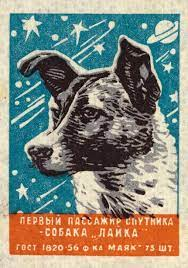 ПЕРВЫЙ ПАССАЖИР СПУТНИКА
-СОБАКА „ЛАЙКА"
ГОСТ 1820-56 Ф-КА "МАЯК" 75 ШТ.